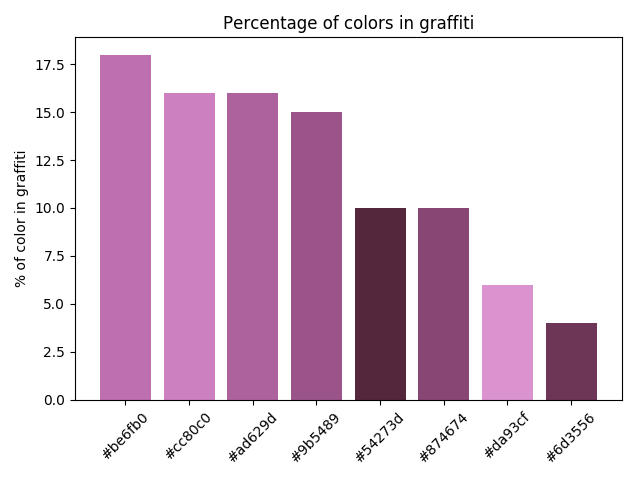 Percentage of colors in graffiti
% of color in graffiti
17.5
15.0
12.5
10.0
7.5
5.0
2.5
0.0
#be6fb0
#cc80c0
#ad629d
#9b5489
#54273d
#874674
#da93cf
#6d3556